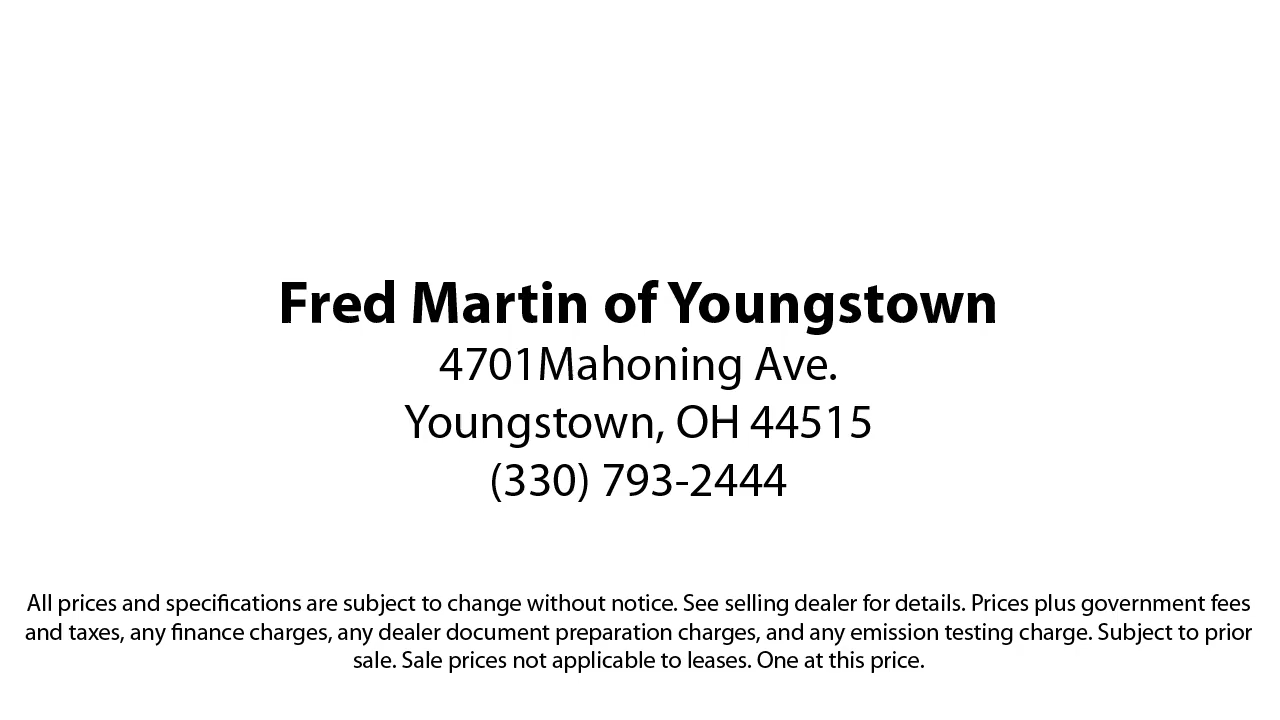 Fred Martin of Youngstown
4701Mahoning Ave.
Youngstown, OH 44515
(330) 793-2444
All prices and specifications are subject to change without notice. See selling dealer for details. Prices plus government fees
and taxes, any finance charges, any dealer document preparation charges, and any emission testing charge. Subject to prior
sale. Sale prices not applicable to leases. One at this price.